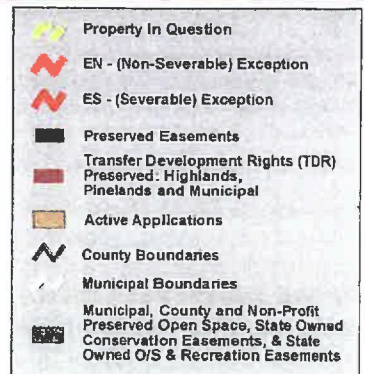 Property In Question
EN - (Non-Severable) Exception
ES - (Severable) Exception
Preserved Easements
Transfer Development Rights (TDR)
Preserved: Highlands,
Pinelands and Municipal
Active Applications
County Boundaries
Municipal Boundaries
Municipal, County and Non-Profit
Preserved Open Space, State Owned
Conservation Easements, & State
Owned O/S & Recreation Easements